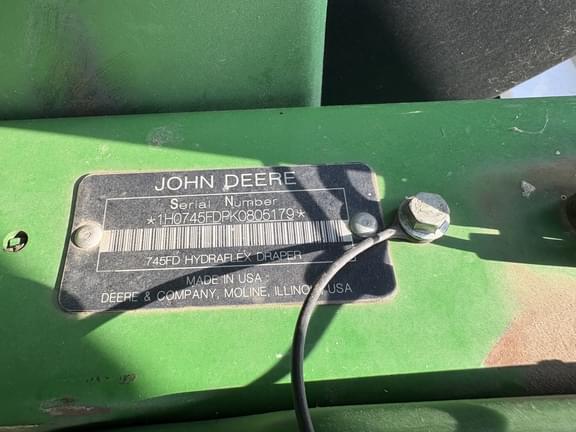 JOHN DEERE
Serial Number
*1H0745FDPK0805179*
745FD HYDRAFLEX DRAPER
MADE IN USA
DEERE & COMPANY, MOLINE, ILLINOIS, USA